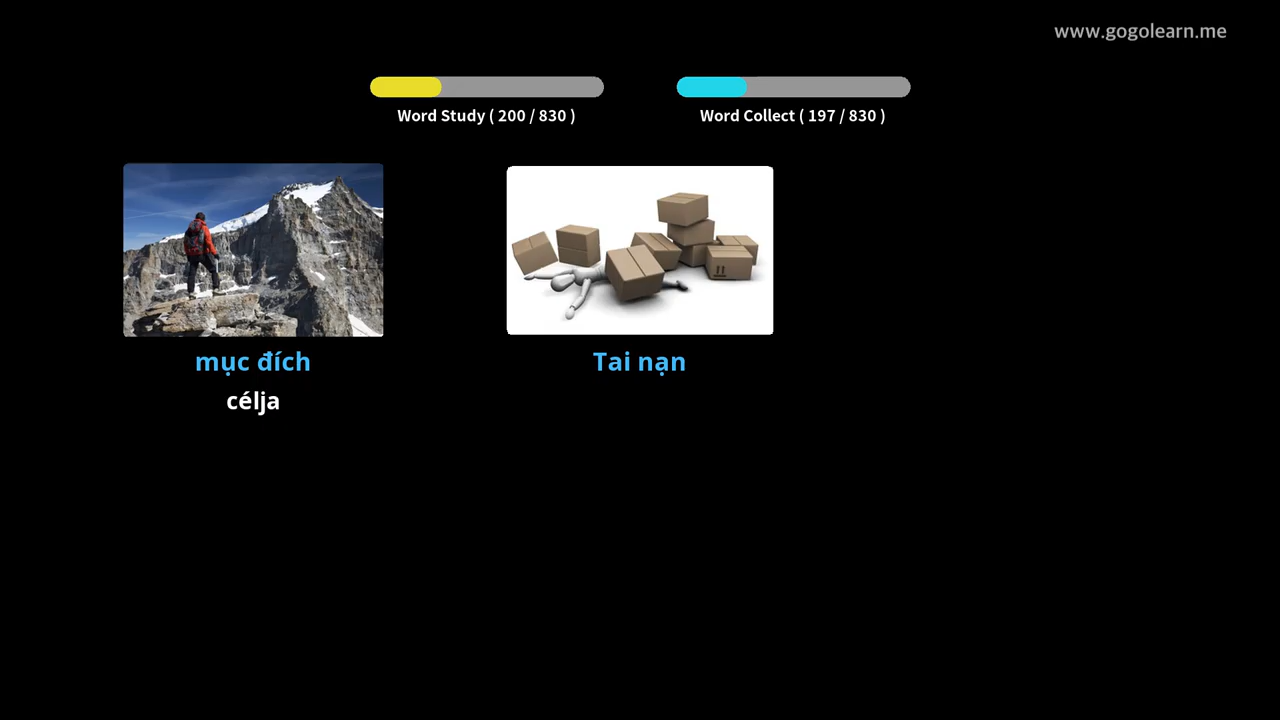 www.gogolearn.me
Word Study ( 200 / 830 )
Word Collect ( 197 / 830 )
mục đích
célja
Tai nạn